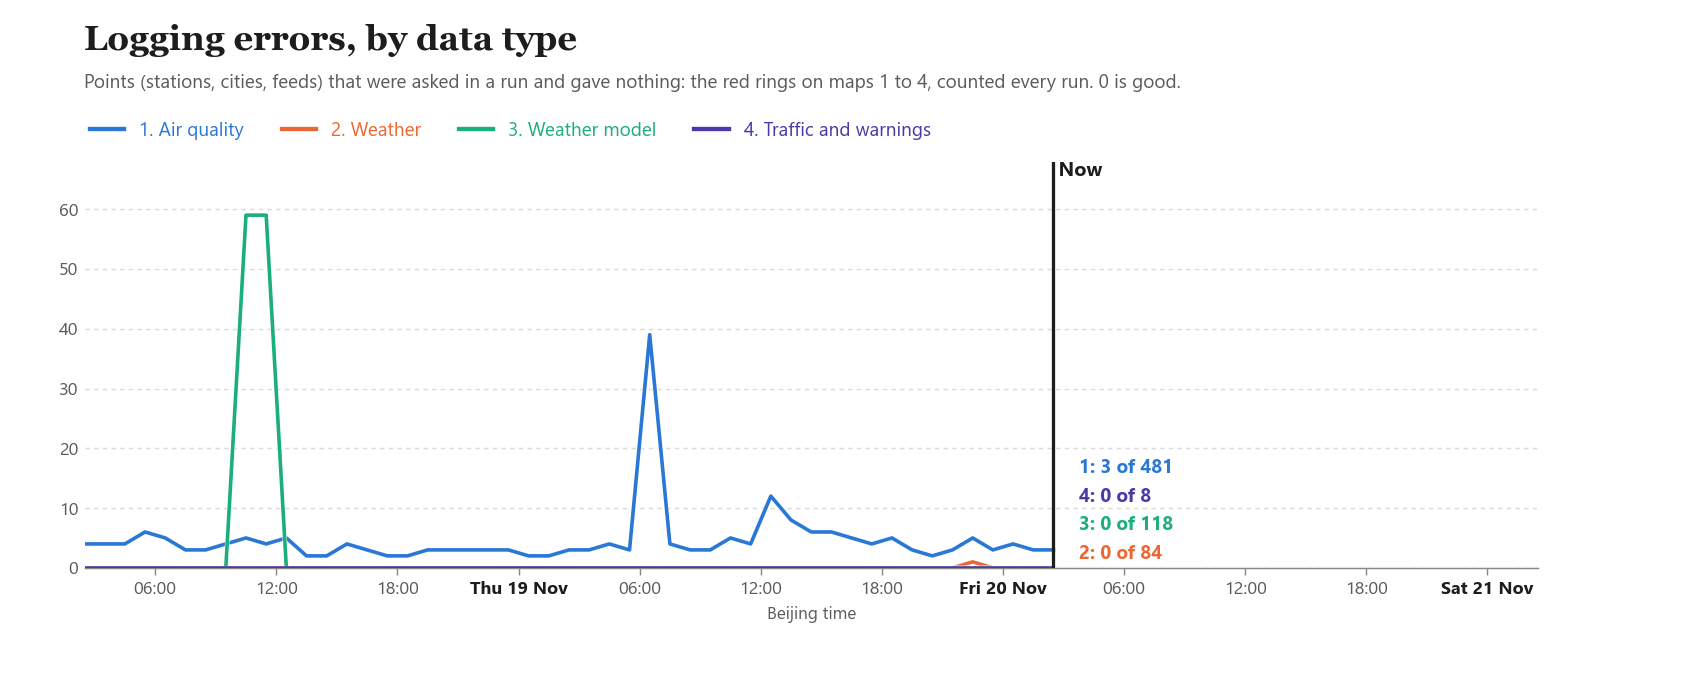 Logging errors, by data type
Points (stations, cities, feeds) that were asked in a run and gave nothing: the red rings on maps 1 to 4, counted every run. 0 is good.
1. Air quality 2. Weather 3. Weather model 4. Traffic and warnings
Now
60
50
40
30
20
10
0
1: 3 of 481
4: 0 of 8
3: 0 of 118
2: 0 of 84
06:00 12:00 18:00 Thu 19 Nov 06:00 12:00 18:00 Fri 20 Nov 06:00 12:00 18:00 Sat 21 Nov
Beijing time